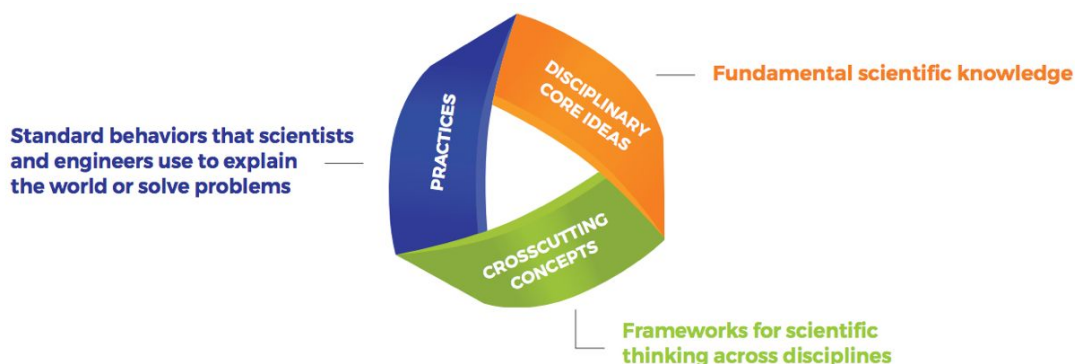 DISCIPLINARY
CORE IDEAS
Fundamental scientific knowledge
PRACTICES
Standard behaviors that scientists
and engineers use to explain
the world or solve problems
CROSSCUTTING
CONCEPTS
Frameworks for scientific
thinking across disciplines